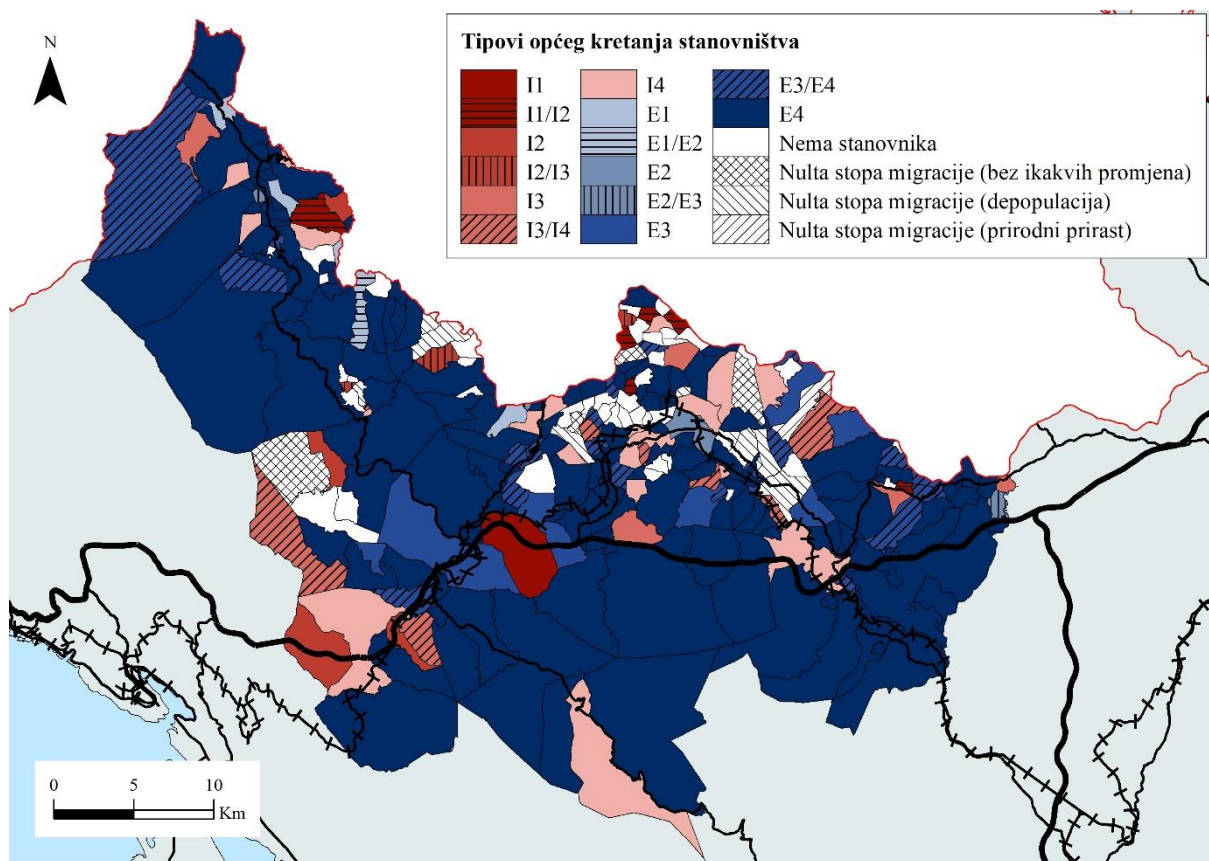 N
Tipovi općeg kretanja stanovništva
I1
I1/I2
I2
I2/I3
I3
I3/I4
I4
E1
E1/E2
E2
E2/E3
E3
E3/E4
E4
Nema stanovnika
Nulta stopa migracije (bez ikakvih promjena)
Nulta stopa migracije (depopulacija)
Nulta stopa migracije (prirodni prirast)
0 5 10
Km